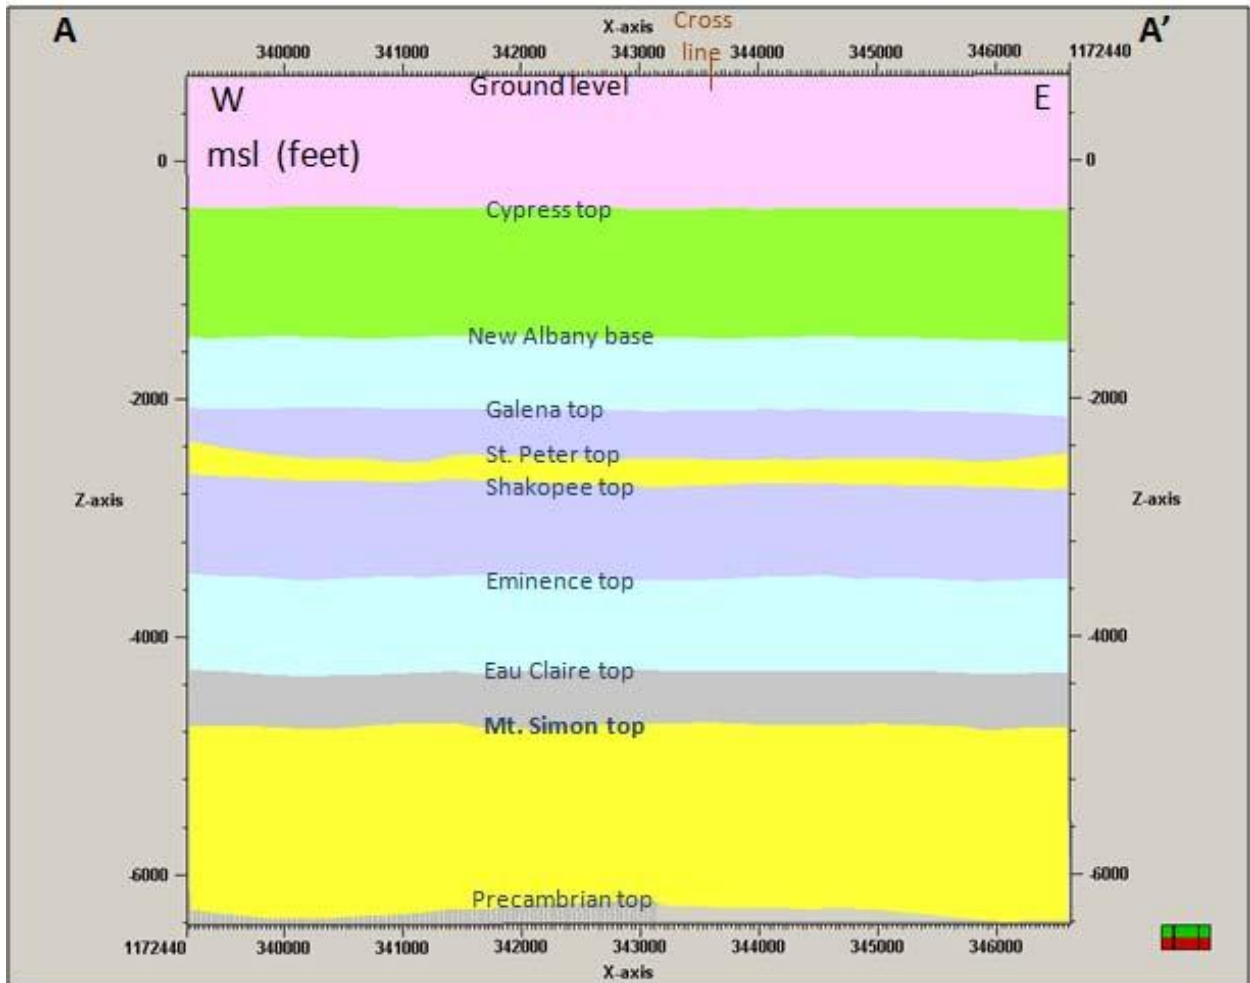 A
X-axis
Cross
line
A’
340000 341000 342000 343000 344000 345000 346000 1172440
Ground level
W
E
msl (feet)
0
0
Cypress top
New Albany base
-2000
-2000
Galena top
St. Peter top
Shakopee top
Z-axis
Z-axis
Eminence top
-4000
-4000
Eau Claire top
Mt. Simon top
-6000
-6000
Precambrian top
1172440 340000 341000 342000 343000 344000 345000 346000
X-axis